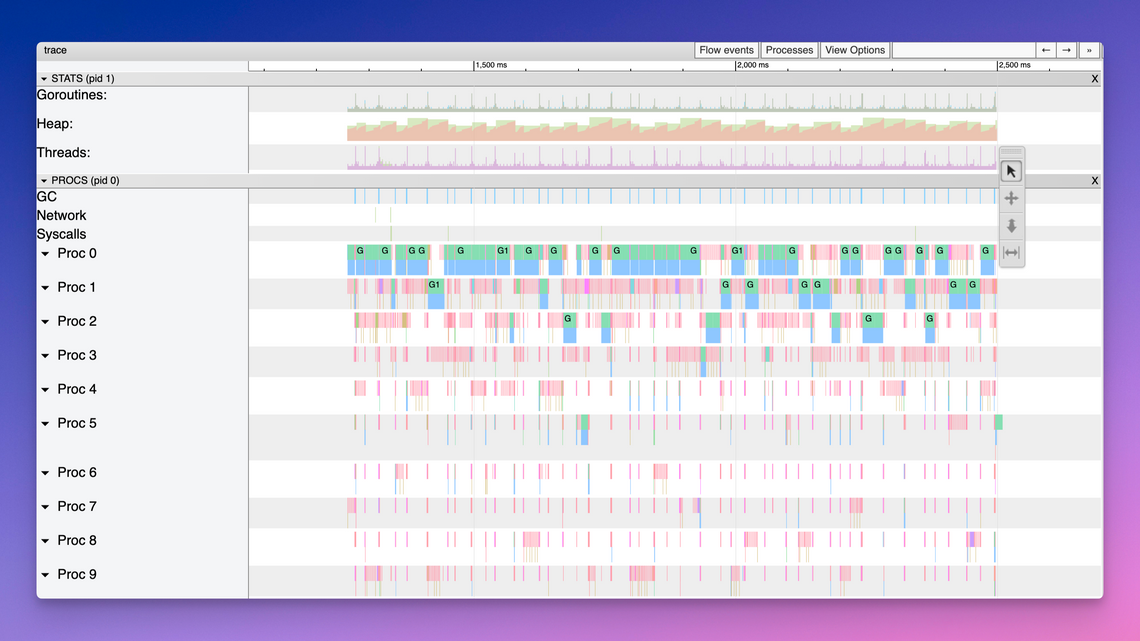 trace
Flow events Processes View Options ← → »
1,500 ms 2,000 ms 2,500 ms
STATS (pid 1) X
Goroutines:
Heap:
Threads:
PROCS (pid 0) X
GC
Network
Syscalls
Proc 0 G G G G G G1 G G G G G G1 G G G G G G G G
Proc 1 G1 G G G G G G
Proc 2 G G G
Proc 3
Proc 4
Proc 5
Proc 6
Proc 7
Proc 8
Proc 9